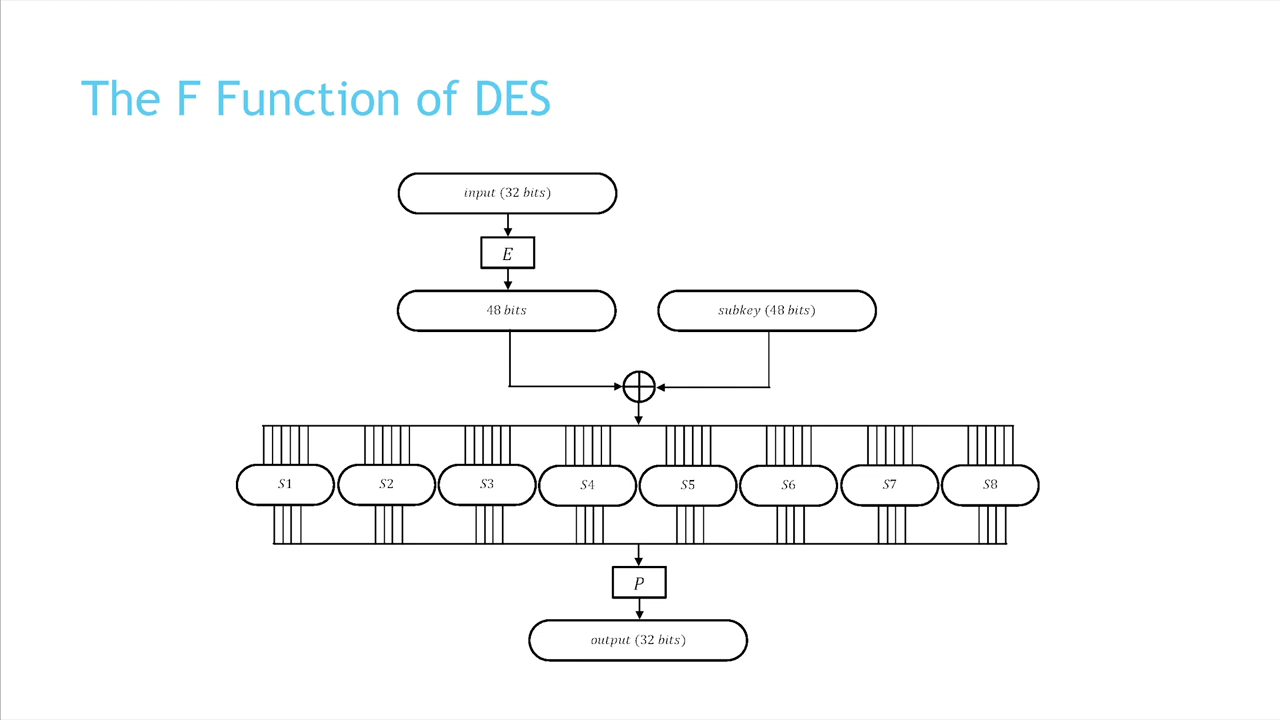 The F Function of DES
input (32 bits)
E
48 bits
subkey (48 bits)
S1
S2
S3
S4
S5
S6
S7
S8
P
output (32 bits)